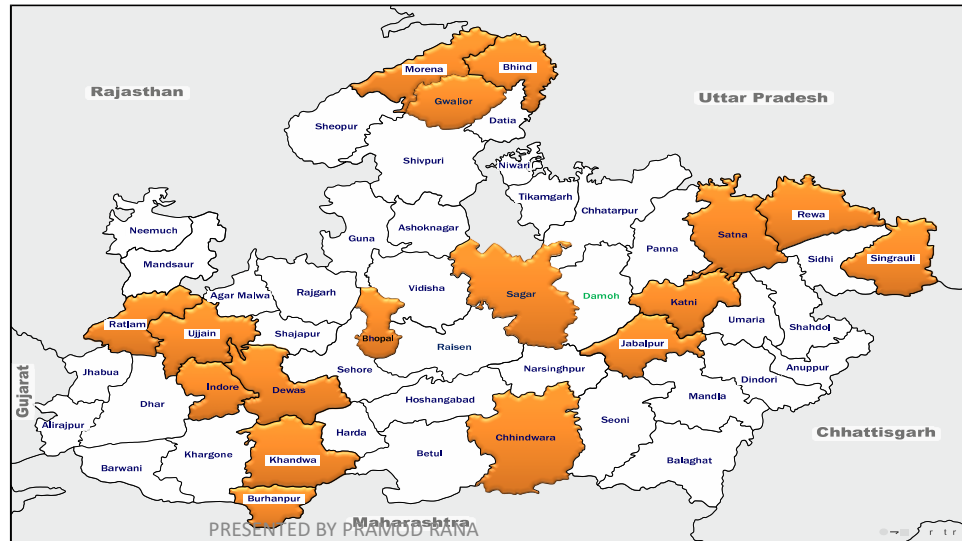 Morena
Bhind
Rajasthan
Uttar Pradesh
Gwalior
Datia
Sheopur
Shivpuri
Niwari
Tikamgarh
Chhatarpur
Rewa
Neemuch
Ashoknagar
Guna
Satna
Panna
Mandsaur
Sidhi
Singrauli
Vidisha
Rajgarh
Agar Malwa
Sagar
Damoh
Katni
Ratlam
Ujjain
Shajapur
Bhopal
Umaria
Shahdol
Raisen
Jabalpur
Sehore
Narsinghpur
Anuppur
Jhabua
Gujarat
Indore
Dewas
Dindori
Dhar
Hoshangabad
Mandla
Alirajpur
Harda
Seoni
Chhindwara
Chhattisgarh
Khargone
Khandwa
Betul
Barwani
Balaghat
Burhanpur
Maharashtra
PRESENTED BY PRAMOD RANA